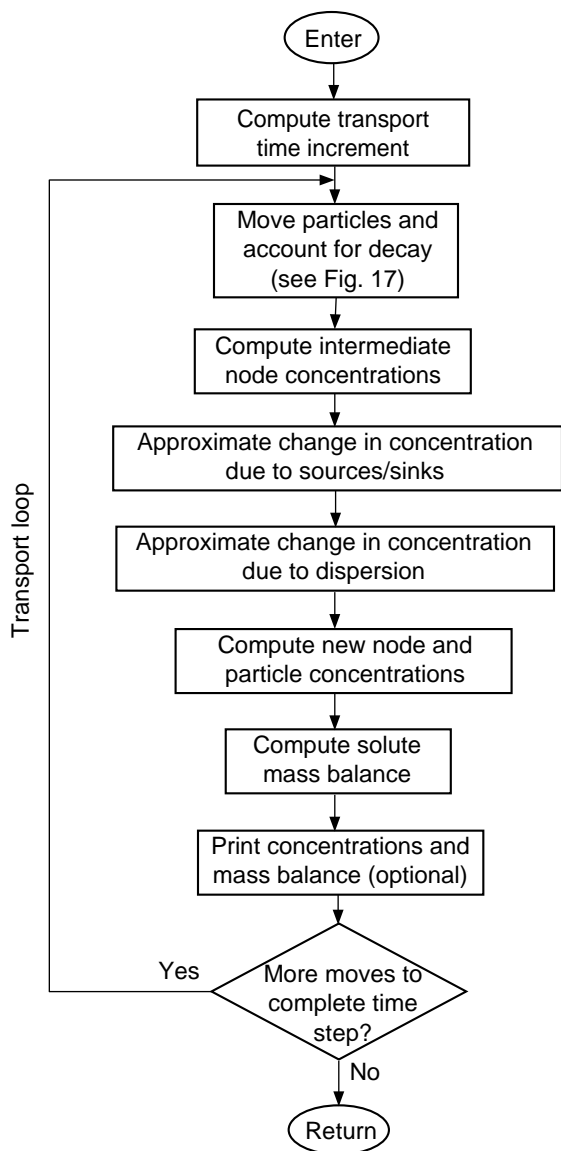 Enter
Compute transport
time increment
Move particles and
account for decay
(see Fig. 17)
Compute intermediate
node concentrations
Approximate change in concentration
due to sources/sinks
Approximate change in concentration
due to dispersion
Transport loop
Compute new node and
particle concentrations
Compute solute
mass balance
Print concentrations and
mass balance (optional)
Yes
More moves to
complete time
step?
No
Return